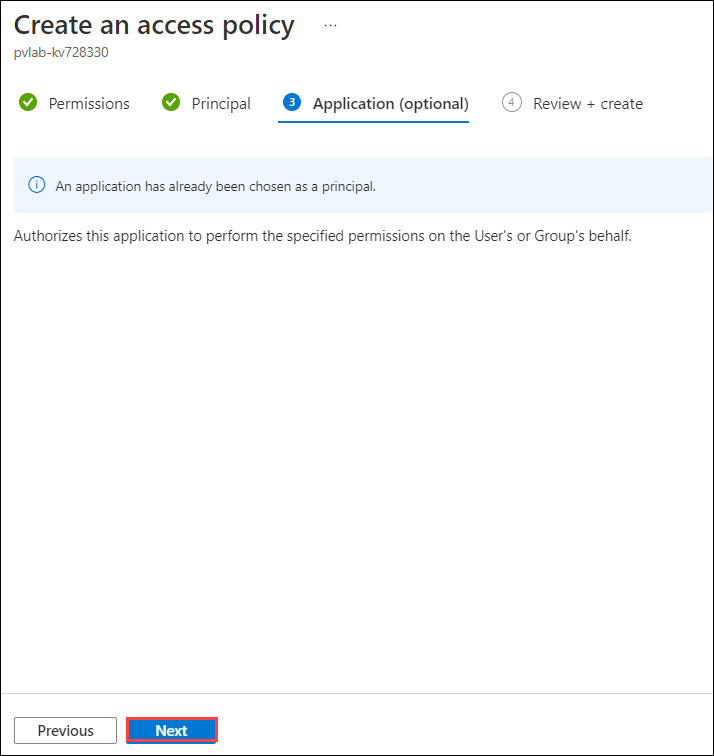 Create an access policy ...
pvlab-kv728330
Permissions Principal 3 Application (optional) 4 Review + create
An application has already been chosen as a principal.
Authorizes this application to perform the specified permissions on the User's or Group's behalf.
Previous Next